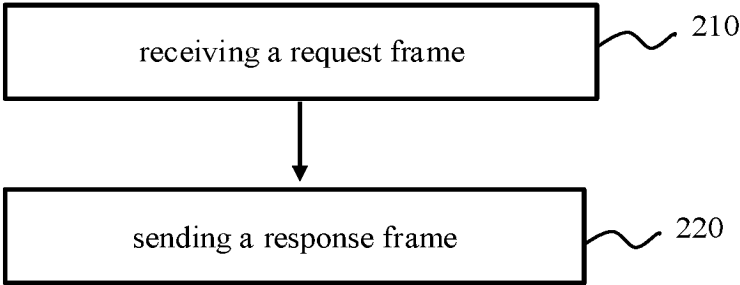 receiving a request frame
210
sending a response frame
220